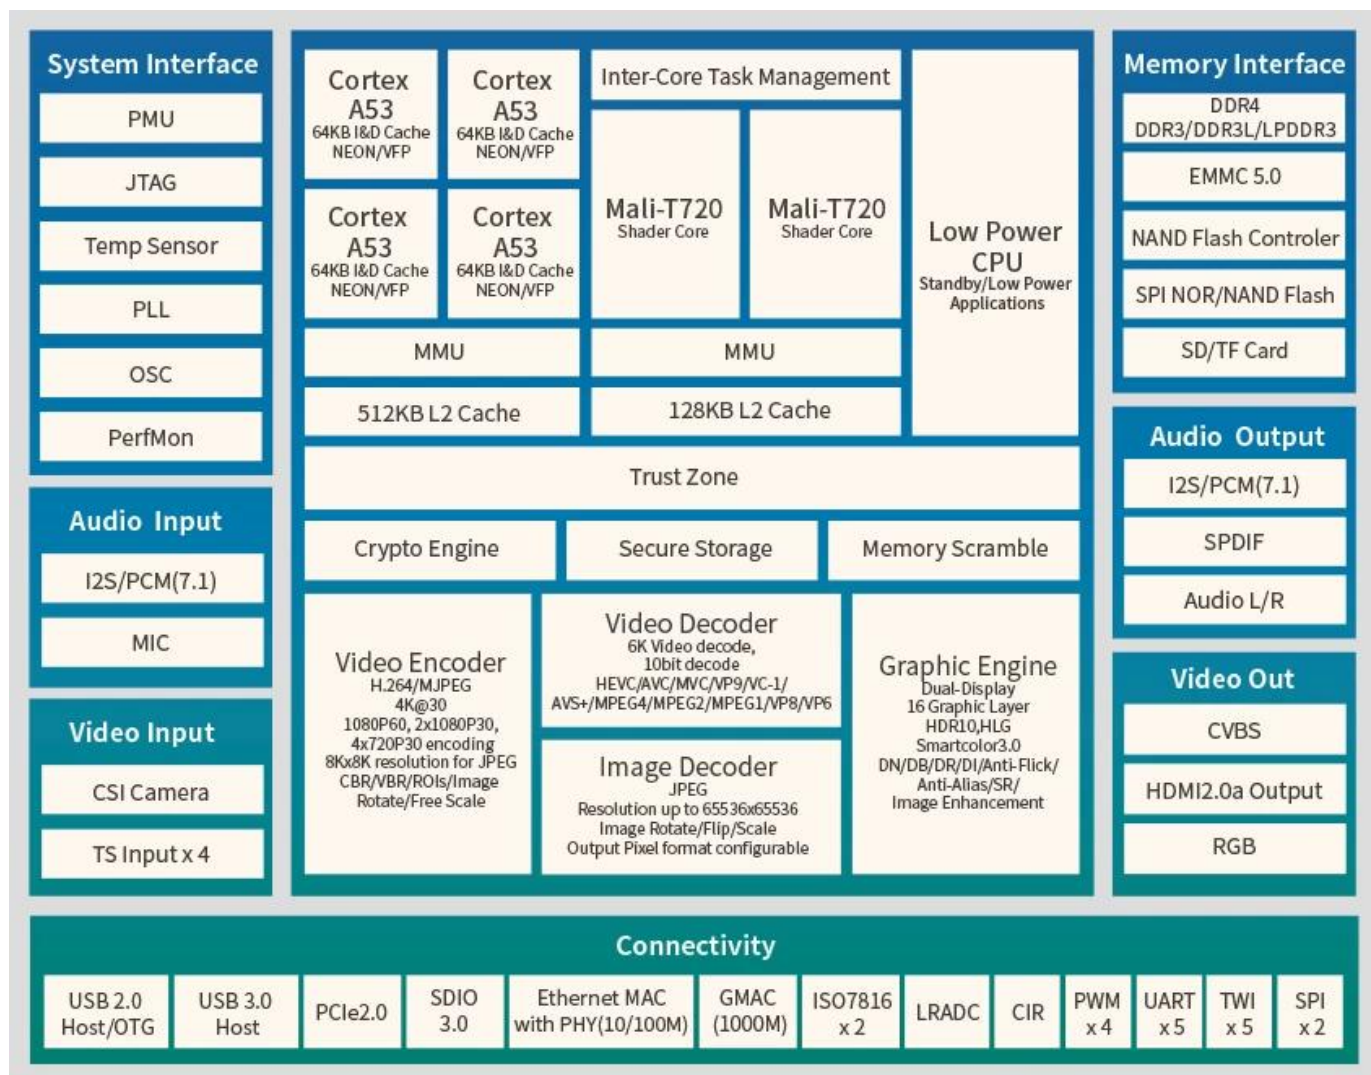 System Interface
PMU
JTAG
Temp Sensor
PLL
OSC
PerfMon
Audio Input
I2S/PCM(7.1)
MIC
Video Input
CSI Camera
TS Input x 4
Cortex
A53
64KB I&D Cache
NEON/VFP
Cortex
A53
64KB I&D Cache
NEON/VFP
Cortex
A53
64KB I&D Cache
NEON/VFP
Cortex
A53
64KB I&D Cache
NEON/VFP
MMU
512KB L2 Cache
Inter-Core Task Management
Mali-T720
Shader Core
Mali-T720
Shader Core
MMU
128KB L2 Cache
Low Power
CPU
Standby/Low Power
Applications
Trust Zone
Crypto Engine
Secure Storage
Memory Scramble
Video Encoder
H.264/MJPEG
4K@30
1080P60, 2x1080P30,
4x720P30 encoding
8Kx8K resolution for JPEG
CBR/VBR/ROIs/Image
Rotate/Free Scale
Video Decoder
6K Video decode,
10bit decode
HEVC/AVC/MVC/VP9/VC-1/
AVS+/MPEG4/MPEG2/MPEG1/VP8/VP6
Image Decoder
JPEG
Resolution up to 65536x65536
Image Rotate/Flip/Scale
Output Pixel format configurable
Graphic Engine
Dual-Display
16 Graphic Layer
HDR10,HLG
Smartcolor3.0
DN/DB/DR/DI/Anti-Flick/
Anti-Alias/SR/
Image Enhancement
Memory Interface
DDR4
DDR3/DDR3L/LPDDR3
EMMC 5.0
NAND Flash Controler
SPI NOR/NAND Flash
SD/TF Card
Audio Output
I2S/PCM(7.1)
SPDIF
Audio L/R
Video Out
CVBS
HDMI2.0a Output
RGB
Connectivity
USB 2.0
Host/OTG
USB 3.0
Host
PCIe2.0
SDIO
3.0
Ethernet MAC
with PHY(10/100M)
GMAC
(1000M)
ISO7816
x 2
LRADC
CIR
PWM
x 4
UART
x 5
TWI
x 5
SPI
x 2